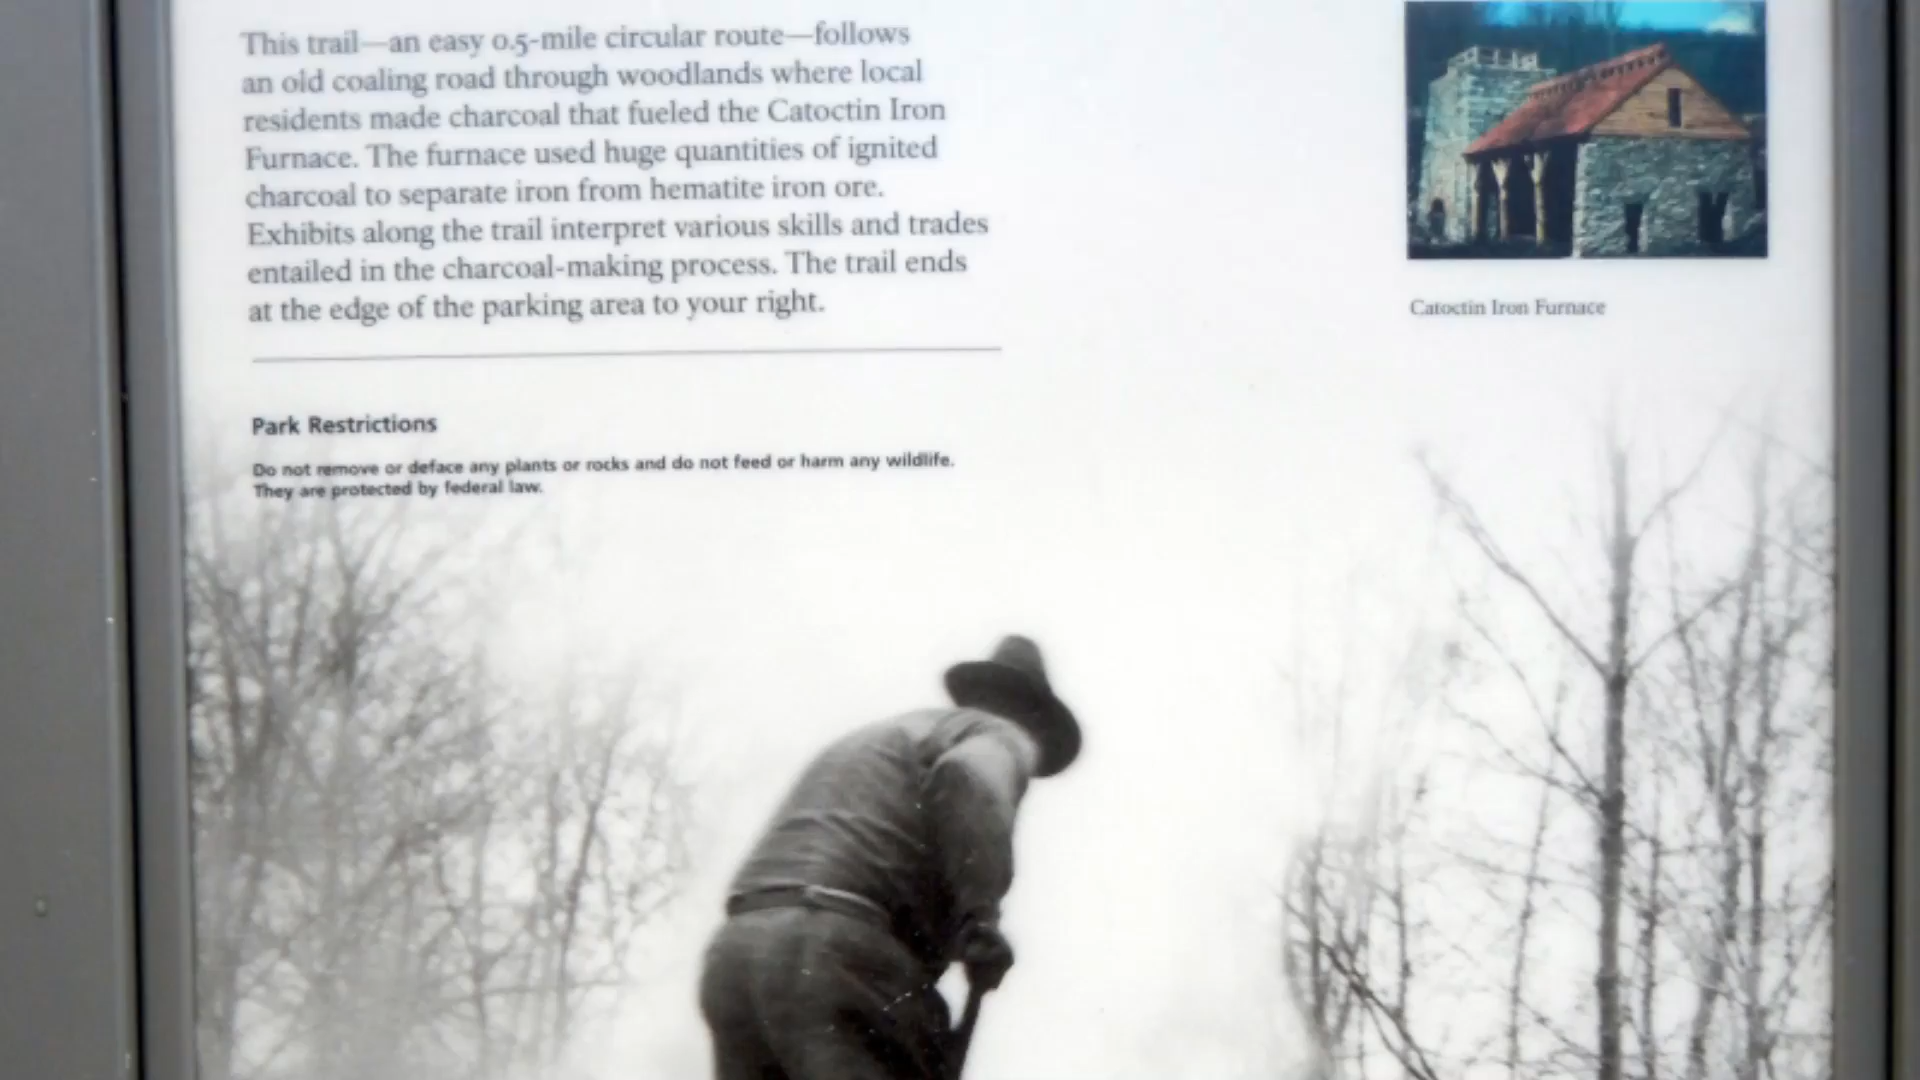 This trail—an easy 0.5-mile circular route—follows
an old coaling road through woodlands where local
residents made charcoal that fueled the Catoctin Iron
Furnace. The furnace used huge quantities of ignited
charcoal to separate iron from hematite iron ore.
Exhibits along the trail interpret various skills and trades
entailed in the charcoal-making process. The trail ends
at the edge of the parking area to your right.
Catoctin Iron Furnace
Park Restrictions
Do not remove or deface any plants or rocks and do not feed or harm any wildlife.
They are protected by federal law.